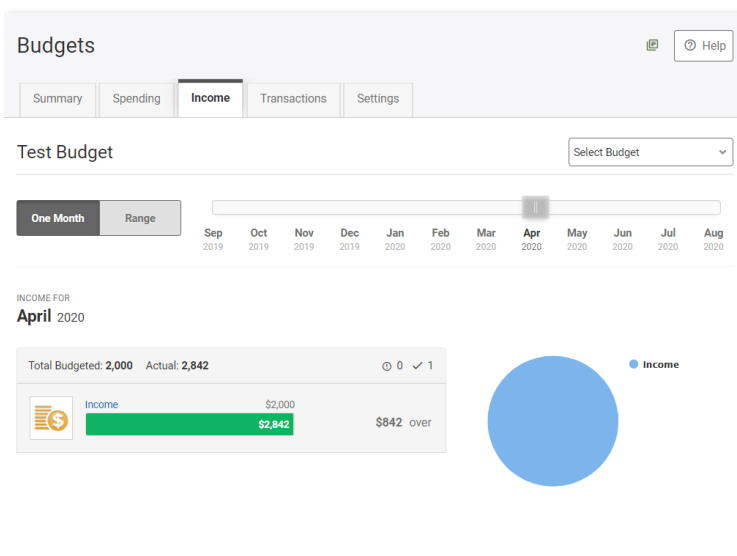 Budgets
Help
Summary Spending Income Transactions Settings
Test Budget
Select Budget
One Month Range
Sep Oct Nov Dec Jan Feb Mar Apr May Jun Jul Aug
2019 2019 2019 2019 2020 2020 2020 2020 2020 2020 2020 2020
INCOME FOR
April 2020
Total Budgeted: 2,000 Actual: 2,842 0 1
Income $2,000
$2,842
$842 over
Income